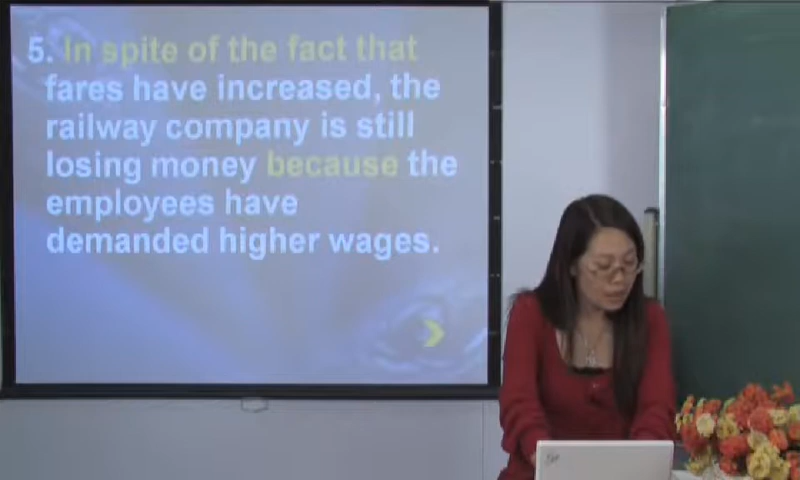 5. In spite of the fact that
fares have increased, the
railway company is still
losing money because the
employees have
demanded higher wages.